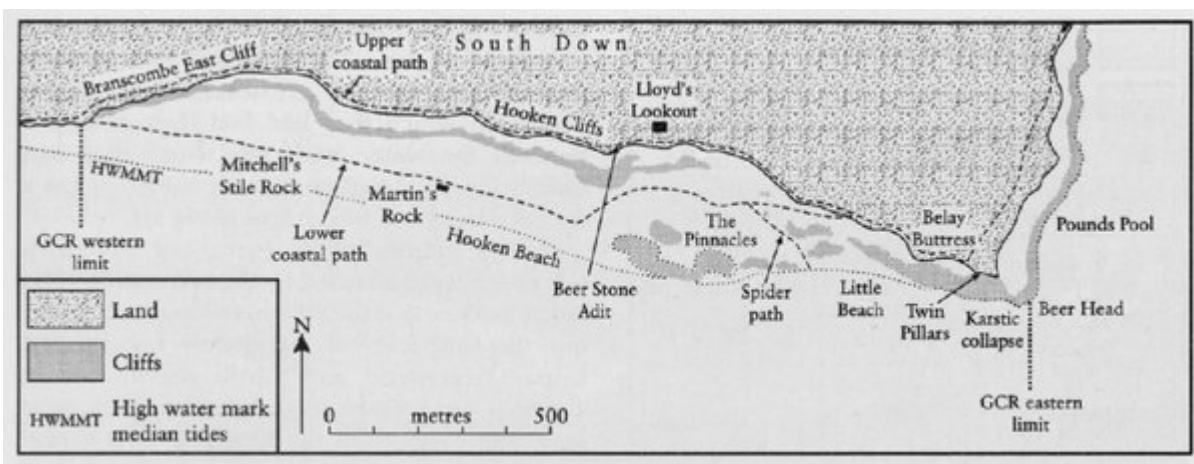 South Down
Upper
coastal path
Branscombe East Cliff
Hooken Cliffs
Lloyd's
Lookout
HWMMT
Mitchell's
Stile Rock
Martin's
Rock
Lower
coastal path
Hooken Beach
GCR western
limit
The
Pinnacles
Belay
Buttress
Pounds Pool
Beer Stone
Adit
Spider
path
Little
Beach
Twin
Pillars
Karstic
collapse
Beer Head
GCR eastern
limit
Land
Cliffs
HWMMT High water mark
median tides
N
0 metres 500